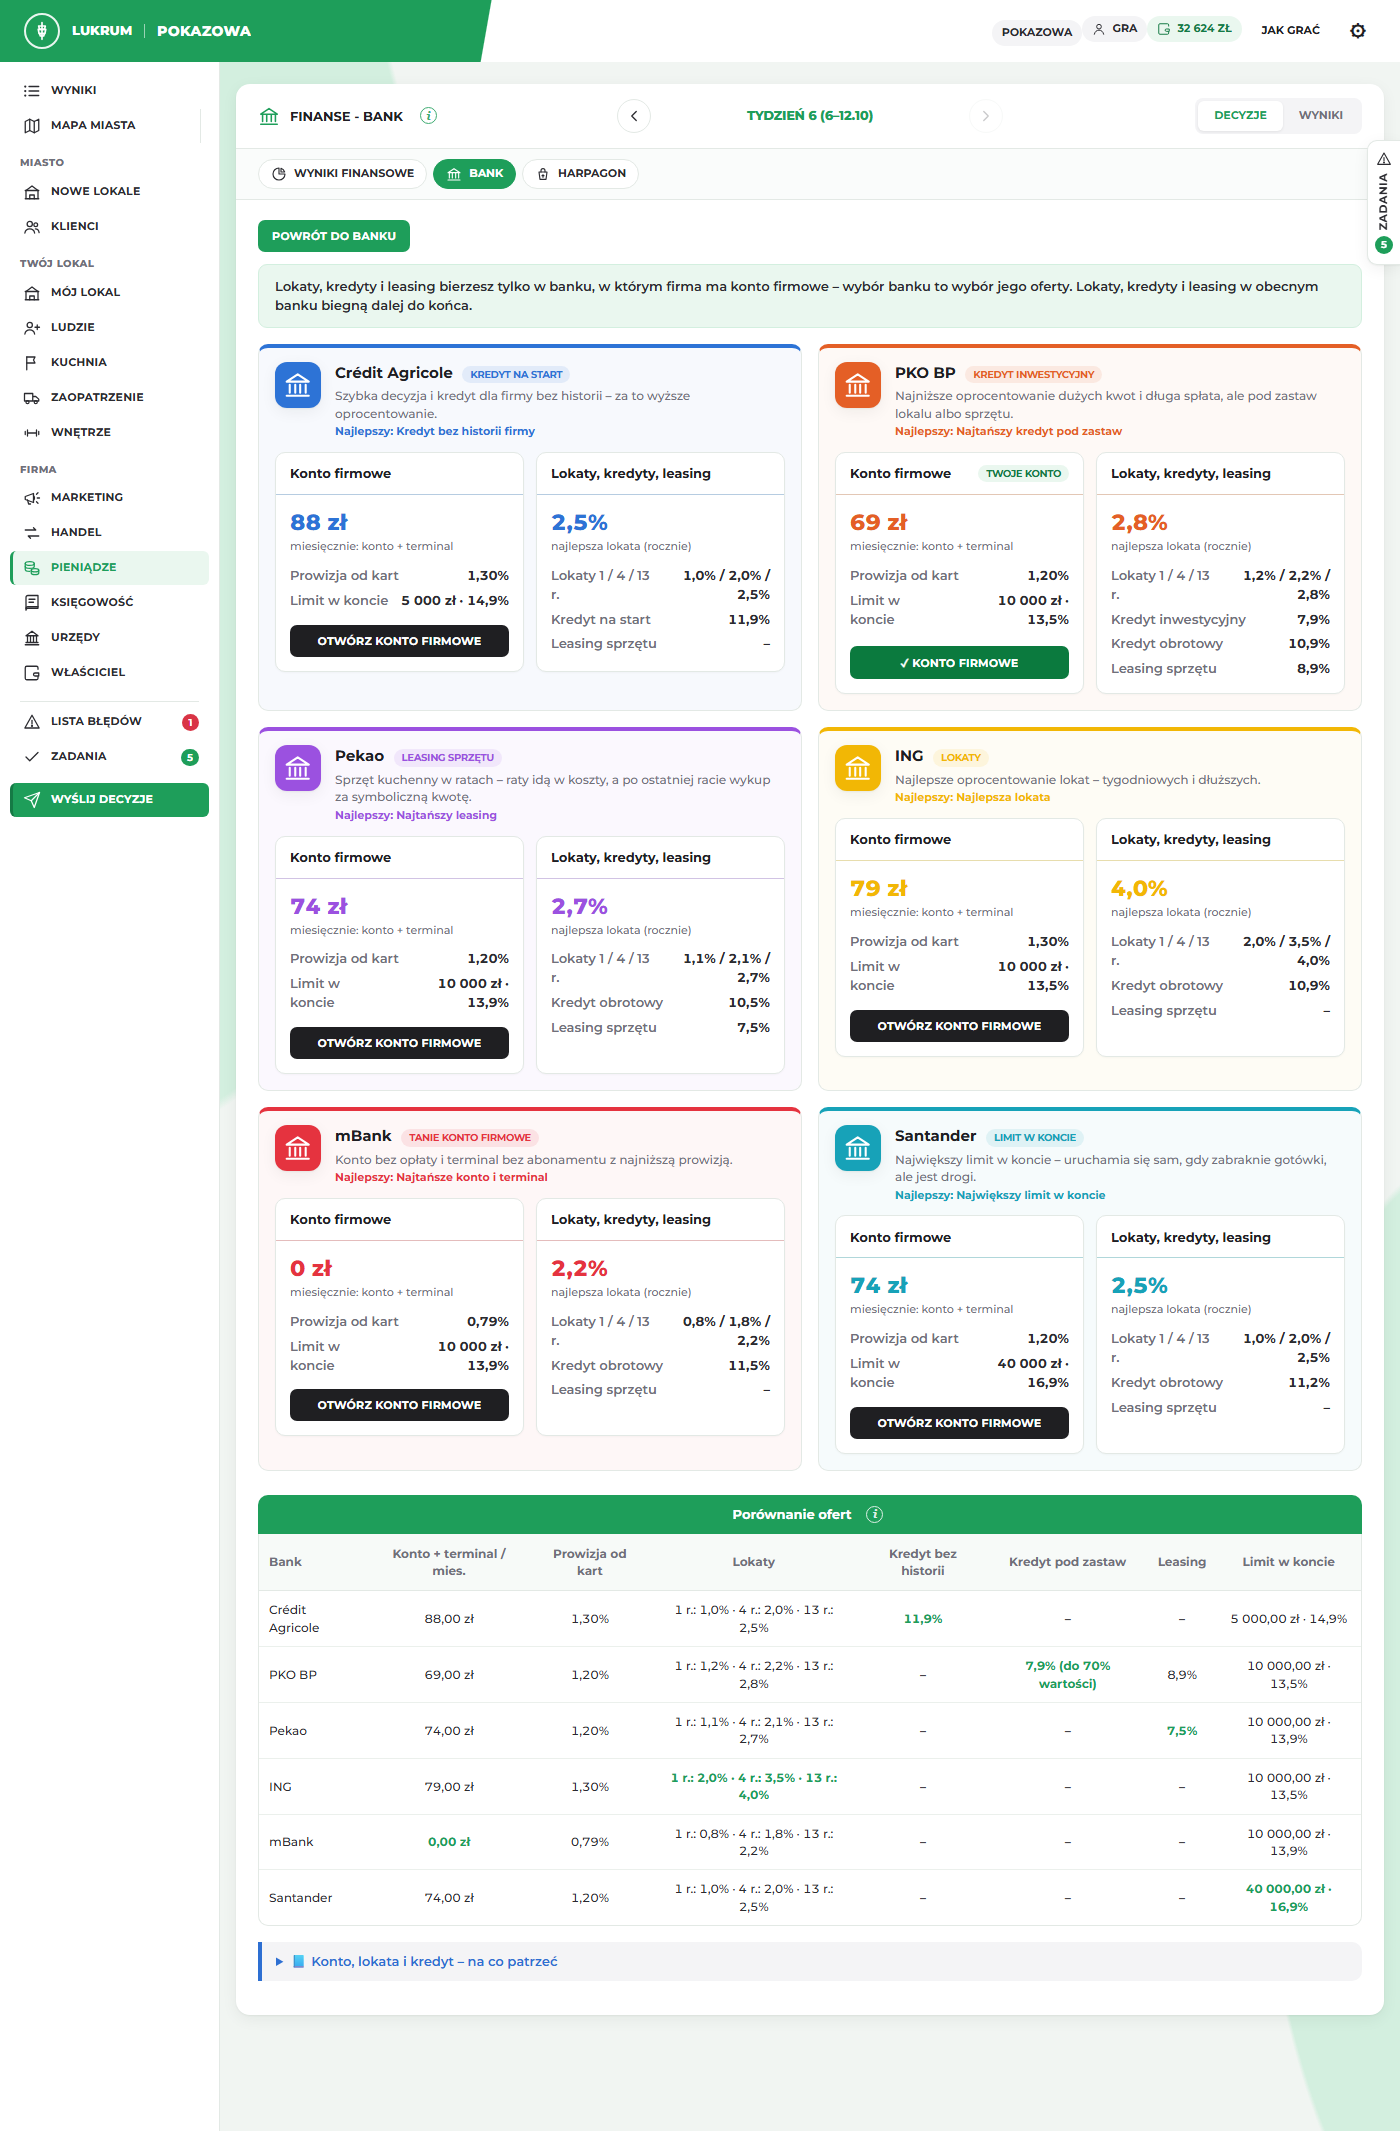 LUKRUM | POKAZOWA
POKAZOWA
GRA
32 624 ZŁ
JAK GRAĆ
WYNIKI
MAPA MIASTA
MIASTO
NOWE LOKALE
KLIENCI
TWÓJ LOKAL
MÓJ LOKAL
LUDZIE
KUCHNIA
ZAOPATRZENIE
WNĘTRZE
FIRMA
MARKETING
HANDEL
PIENIĄDZE
KSIĘGOWOŚĆ
URZĘDY
WŁAŚCICIEL
LISTA BŁĘDÓW 1
ZADANIA 5
WYŚLIJ DECYZJE
FINANSE - BANK i
TYDZIEŃ 6 (6–12.10)
DECYZJE WYNIKI
ZADANIA 5
WYNIKI FINANSOWE
BANK
HARPAGON
POWRÓT DO BANKU
Lokaty, kredyty i leasing bierzesz tylko w banku, w którym firma ma konto firmowe – wybór banku to wybór jego oferty. Lokaty, kredyty i leasing w obecnym
banku biegną dalej do końca.
Crédit Agricole KREDYT NA START
Szybka decyzja i kredyt dla firmy bez historii – za to wyższe
oprocentowanie.
Najlepszy: Kredyt bez historii firmy
Konto firmowe
88 zł
miesięcznie: konto + terminal
Prowizja od kart 1,30%
Limit w koncie 5 000 zł · 14,9%
OTWÓRZ KONTO FIRMOWE
Lokaty, kredyty, leasing
2,5%
najlepsza lokata (rocznie)
Lokaty 1 / 4 / 13 1,0% / 2,0% /
r. 2,5%
Kredyt na start 11,9%
Leasing sprzętu –
PKO BP KREDYT INWESTYCYJNY
Najniższe oprocentowanie dużych kwot i długa spłata, ale pod zastaw
lokalu albo sprzętu.
Najlepszy: Najtańszy kredyt pod zastaw
Konto firmowe TWOJE KONTO
69 zł
miesięcznie: konto + terminal
Prowizja od kart 1,20%
Limit w 10 000 zł ·
koncie 13,5%
✓ KONTO FIRMOWE
Lokaty, kredyty, leasing
2,8%
najlepsza lokata (rocznie)
Lokaty 1 / 4 / 13 1,2% / 2,2% /
r. 2,8%
Kredyt inwestycyjny 7,9%
Kredyt obrotowy 10,9%
Leasing sprzętu 8,9%
Pekao LEASING SPRZĘTU
Sprzęt kuchenny w ratach – raty idą w koszty, a po ostatniej racie wykup
za symboliczną kwotę.
Najlepszy: Najtańszy leasing
Konto firmowe
74 zł
miesięcznie: konto + terminal
Prowizja od kart 1,20%
Limit w 10 000 zł ·
koncie 13,9%
OTWÓRZ KONTO FIRMOWE
Lokaty, kredyty, leasing
2,7%
najlepsza lokata (rocznie)
Lokaty 1 / 4 / 13 1,1% / 2,1% /
r. 2,7%
Kredyt obrotowy 10,5%
Leasing sprzętu 7,5%
ING LOKATY
Najlepsze oprocentowanie lokat – tygodniowych i dłuższych.
Najlepszy: Najlepsza lokata
Konto firmowe
79 zł
miesięcznie: konto + terminal
Prowizja od kart 1,30%
Limit w 10 000 zł ·
koncie 13,5%
OTWÓRZ KONTO FIRMOWE
Lokaty, kredyty, leasing
4,0%
najlepsza lokata (rocznie)
Lokaty 1 / 4 / 13 2,0% / 3,5% /
r. 4,0%
Kredyt obrotowy 10,9%
Leasing sprzętu –
mBank TANIE KONTO FIRMOWE
Konto bez opłaty i terminal bez abonamentu z najniższą prowizją.
Najlepszy: Najtańsze konto i terminal
Konto firmowe
0 zł
miesięcznie: konto + terminal
Prowizja od kart 0,79%
Limit w 10 000 zł ·
koncie 13,9%
OTWÓRZ KONTO FIRMOWE
Lokaty, kredyty, leasing
2,2%
najlepsza lokata (rocznie)
Lokaty 1 / 4 / 13 0,8% / 1,8% /
r. 2,2%
Kredyt obrotowy 11,5%
Leasing sprzętu –
Santander LIMIT W KONCIE
Największy limit w koncie – uruchamia się sam, gdy zabraknie gotówki,
ale jest drogi.
Najlepszy: Największy limit w koncie
Konto firmowe
74 zł
miesięcznie: konto + terminal
Prowizja od kart 1,20%
Limit w 40 000 zł ·
koncie 16,9%
OTWÓRZ KONTO FIRMOWE
Lokaty, kredyty, leasing
2,5%
najlepsza lokata (rocznie)
Lokaty 1 / 4 / 13 1,0% / 2,0% /
r. 2,5%
Kredyt obrotowy 11,2%
Leasing sprzętu –
Porównanie ofert i
Bank | Konto + terminal / mies. | Prowizja od kart | Lokaty | Kredyt bez historii | Kredyt pod zastaw | Leasing | Limit w koncie
Crédit Agricole 88,00 zł 1,30% 1 r.: 1,0% · 4 r.: 2,0% · 13 r.: 2,5% 11,9% – – 5 000,00 zł · 14,9%
PKO BP 69,00 zł 1,20% 1 r.: 1,2% · 4 r.: 2,2% · 13 r.: 2,8% – 7,9% (do 70% wartości) 8,9% 10 000,00 zł · 13,5%
Pekao 74,00 zł 1,20% 1 r.: 1,1% · 4 r.: 2,1% · 13 r.: 2,7% – – 7,5% 10 000,00 zł · 13,9%
ING 79,00 zł 1,30% 1 r.: 2,0% · 4 r.: 3,5% · 13 r.: 4,0% – – – 10 000,00 zł · 13,5%
mBank 0,00 zł 0,79% 1 r.: 0,8% · 4 r.: 1,8% · 13 r.: 2,2% – – – 10 000,00 zł · 13,9%
Santander 74,00 zł 1,20% 1 r.: 1,0% · 4 r.: 2,0% · 13 r.: 2,5% – – – 40 000,00 zł · 16,9%
Konto, lokata i kredyt – na co patrzeć